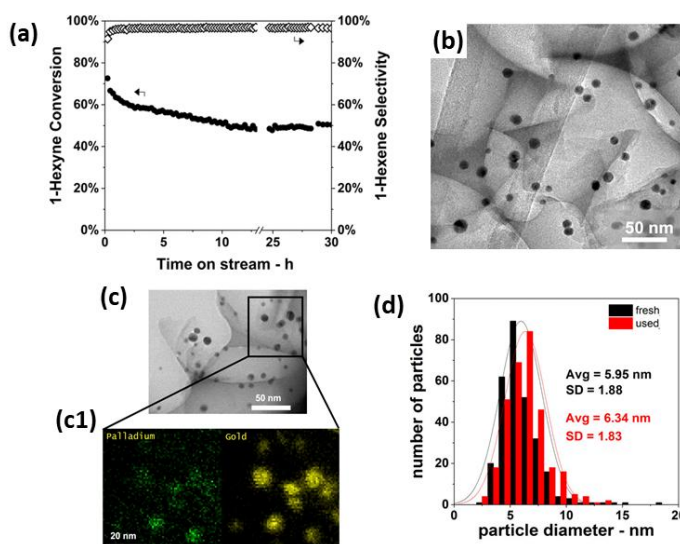 (a)
100%
80%
60%
40%
20%
0%
1-Hexyne Conversion
100%
80%
60%
40%
20%
0%
1-Hexene Selectivity
0 5 10 25 30
Time on stream - h
(b)
50 nm
(c)
50 nm
(c1)
Palladium
Gold
20 nm
(d)
100
80
60
40
20
0
number of particles
fresh
used
Avg = 5.95 nm
SD = 1.88
Avg = 6.34 nm
SD = 1.83
0 5 10 15 20
particle diameter - nm